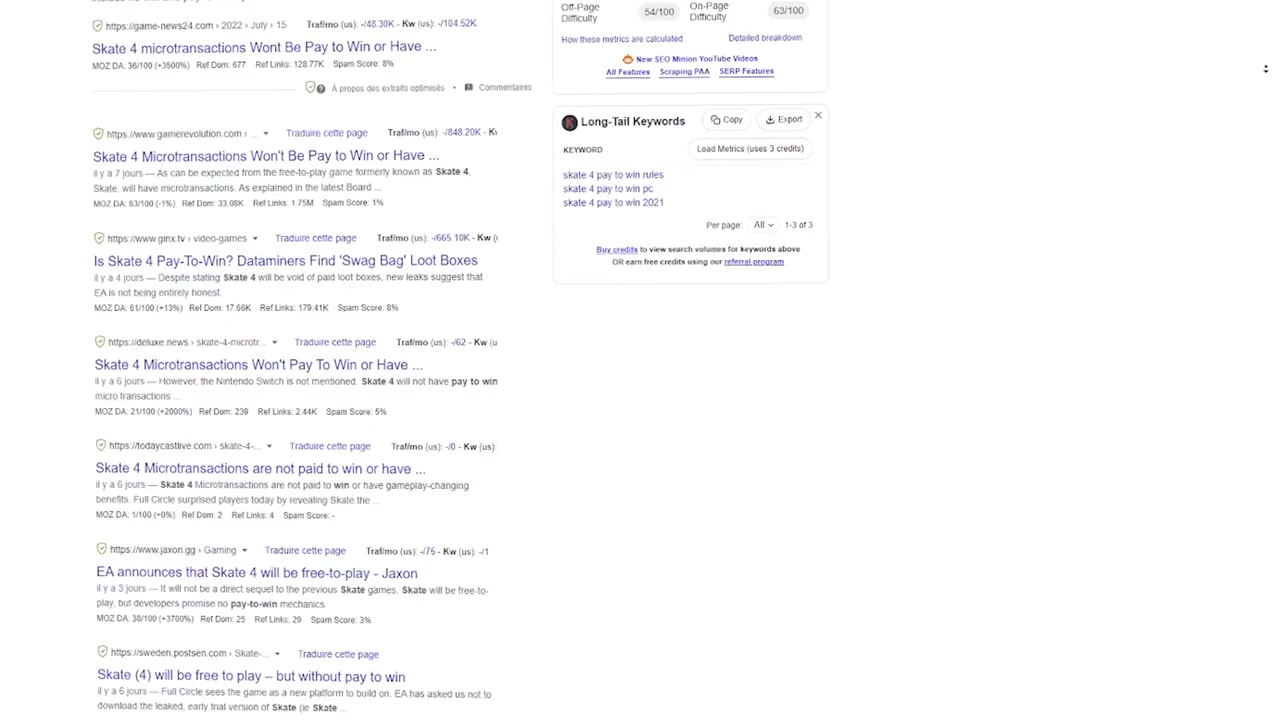 https://game-news24.com › 2022 › July › 15 Traf/mo (us): -/48.30K - Kw (us): -/104.52K
Skate 4 microtransactions Wont Be Pay to Win or Have ...
MOZ DA: 36/100 (+3500%) Ref Dom: 677 Ref Links: 128.77K Spam Score: 8%
À propos des extraits optimisés • Commentaires
https://www.gamerevolution.com › ... Traduire cette page Traf/mo (us): -/848.20K - Kw
Skate 4 Microtransactions Won't Be Pay to Win or Have ...
il y a 7 jours — As can be expected from the free-to-play game formerly known as Skate 4,
Skate. will have microtransactions. As explained in the latest Board ...
MOZ DA: 83/100 (-1%) Ref Dom: 33.08K Ref Links: 1.75M Spam Score: 1%
https://www.ginx.tv › video-games Traduire cette page Traf/mo (us): -/665.10K - Kw (
Is Skate 4 Pay-To-Win? Dataminers Find 'Swag Bag' Loot Boxes
il y a 4 jours — Despite stating Skate 4 will be void of paid loot boxes, new leaks suggest that
EA is not being entirely honest.
MOZ DA: 61/100 (+13%) Ref Dom: 17.66K Ref Links: 179.41K Spam Score: 8%
https://deluxe.news › skate-4-microtr... Traduire cette page Traf/mo (us): -/62 - Kw (u
Skate 4 Microtransactions Won't Pay To Win or Have ...
il y a 6 jours — However, the Nintendo Switch is not mentioned. Skate 4 will not have pay to win
micro transactions ...
MOZ DA: 21/100 (+2000%) Ref Dom: 239 Ref Links: 2.44K Spam Score: 5%
https://todaycastlive.com › skate-4-... Traduire cette page Traf/mo (us): -/0 - Kw (us):
Skate 4 Microtransactions are not paid to win or have ...
il y a 6 jours — Skate 4 Microtransactions are not paid to win or have gameplay-changing
benefits. Full Circle surprised players today by revealing Skate.the ...
MOZ DA: 1/100 (+0%) Ref Dom: 2 Ref Links: 4 Spam Score: -
https://www.jaxon.gg › Gaming Traduire cette page Traf/mo (us): -/75 - Kw (us): -/1
EA announces that Skate 4 will be free-to-play - Jaxon
il y a 3 jours — It will not be a direct sequel to the previous Skate games. Skate will be free-to-
play, but developers promise no pay-to-win mechanics.
MOZ DA: 38/100 (+3700%) Ref Dom: 25 Ref Links: 29 Spam Score: 3%
https://sweden.postsen.com › Skate-... Traduire cette page
Skate (4) will be free to play – but without pay to win
il y a 6 jours — Full Circle sees the game as a new platform to build on. EA has asked us not to
download the leaked, early trial version of Skate (ie Skate ...
Off-Page Difficulty 54/100 On-Page Difficulty 63/100
How these metrics are calculated Detailed breakdown
New SEO Minion YouTube Videos
All Features Scraping PAA SERP Features
Long-Tail Keywords Copy Export
KEYWORD Load Metrics (uses 3 credits)
skate 4 pay to win rules
skate 4 pay to win pc
skate 4 pay to win 2021
Per page: All 1-3 of 3
Buy credits to view search volumes for keywords above
OR earn free credits using our referral program